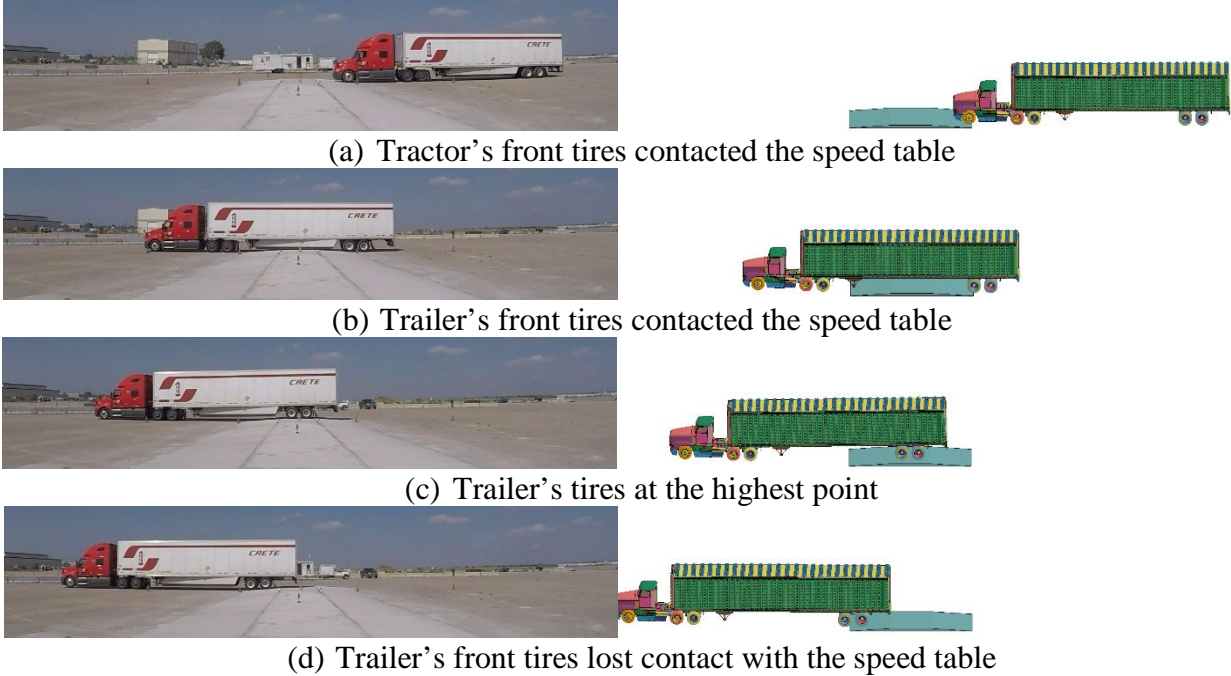 CRETE
(a) Tractor's front tires contacted the speed table
CRETE
(b) Trailer's front tires contacted the speed table
CRETE
(c) Trailer's tires at the highest point
CRETE
(d) Trailer's front tires lost contact with the speed table